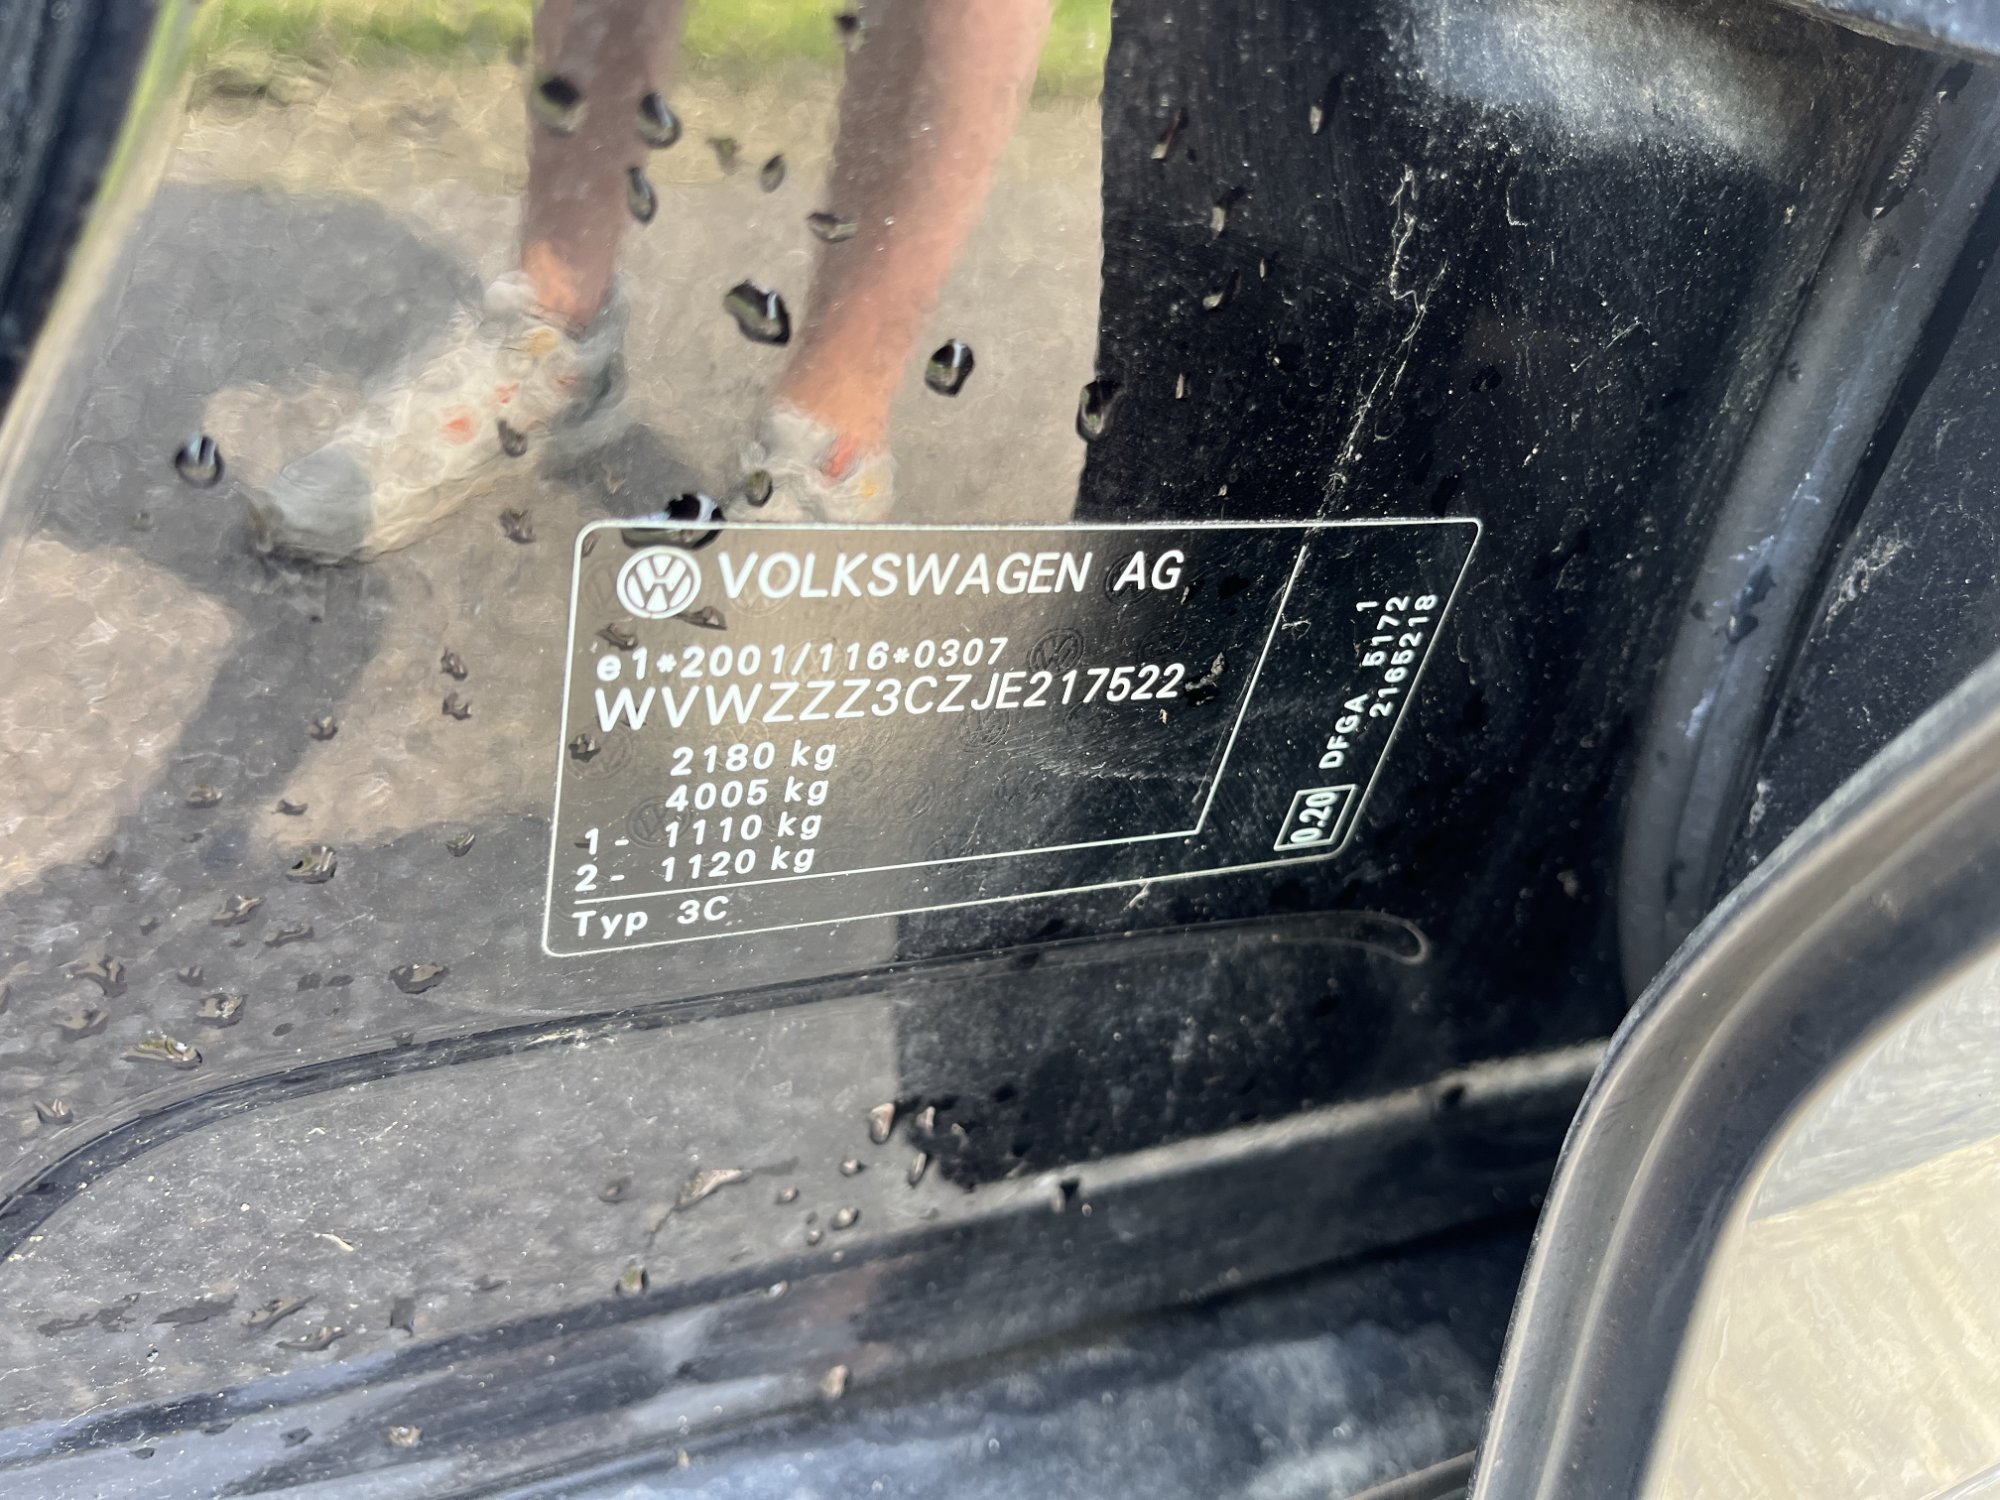 VOLKSWAGEN AG
e1*2001/116*0307
WVWZZZ3CZJE217522
2180 kg
4005 kg
1- 1110 kg
2- 1120 kg
Typ 3C
0.20
DFGA 5172 1
2165218